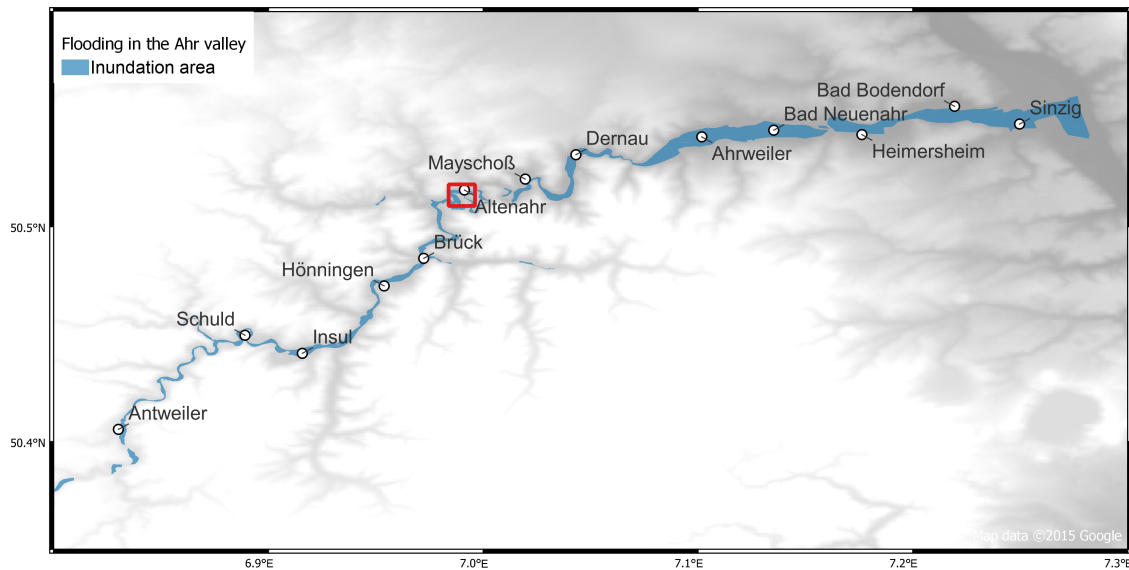 Flooding in the Ahr valley
Inundation area
Bad Bodendorf
Sinzig
Bad Neuenahr
Dernau
Ahrweiler
Heimersheim
Mayschoß
Altenahr
50.5°N
Brück
Hönningen
Schuld
Insul
Antweiler
50.4°N
Map data ©2015 Google
6.9°E
7.0°E
7.1°E
7.2°E
7.3°E